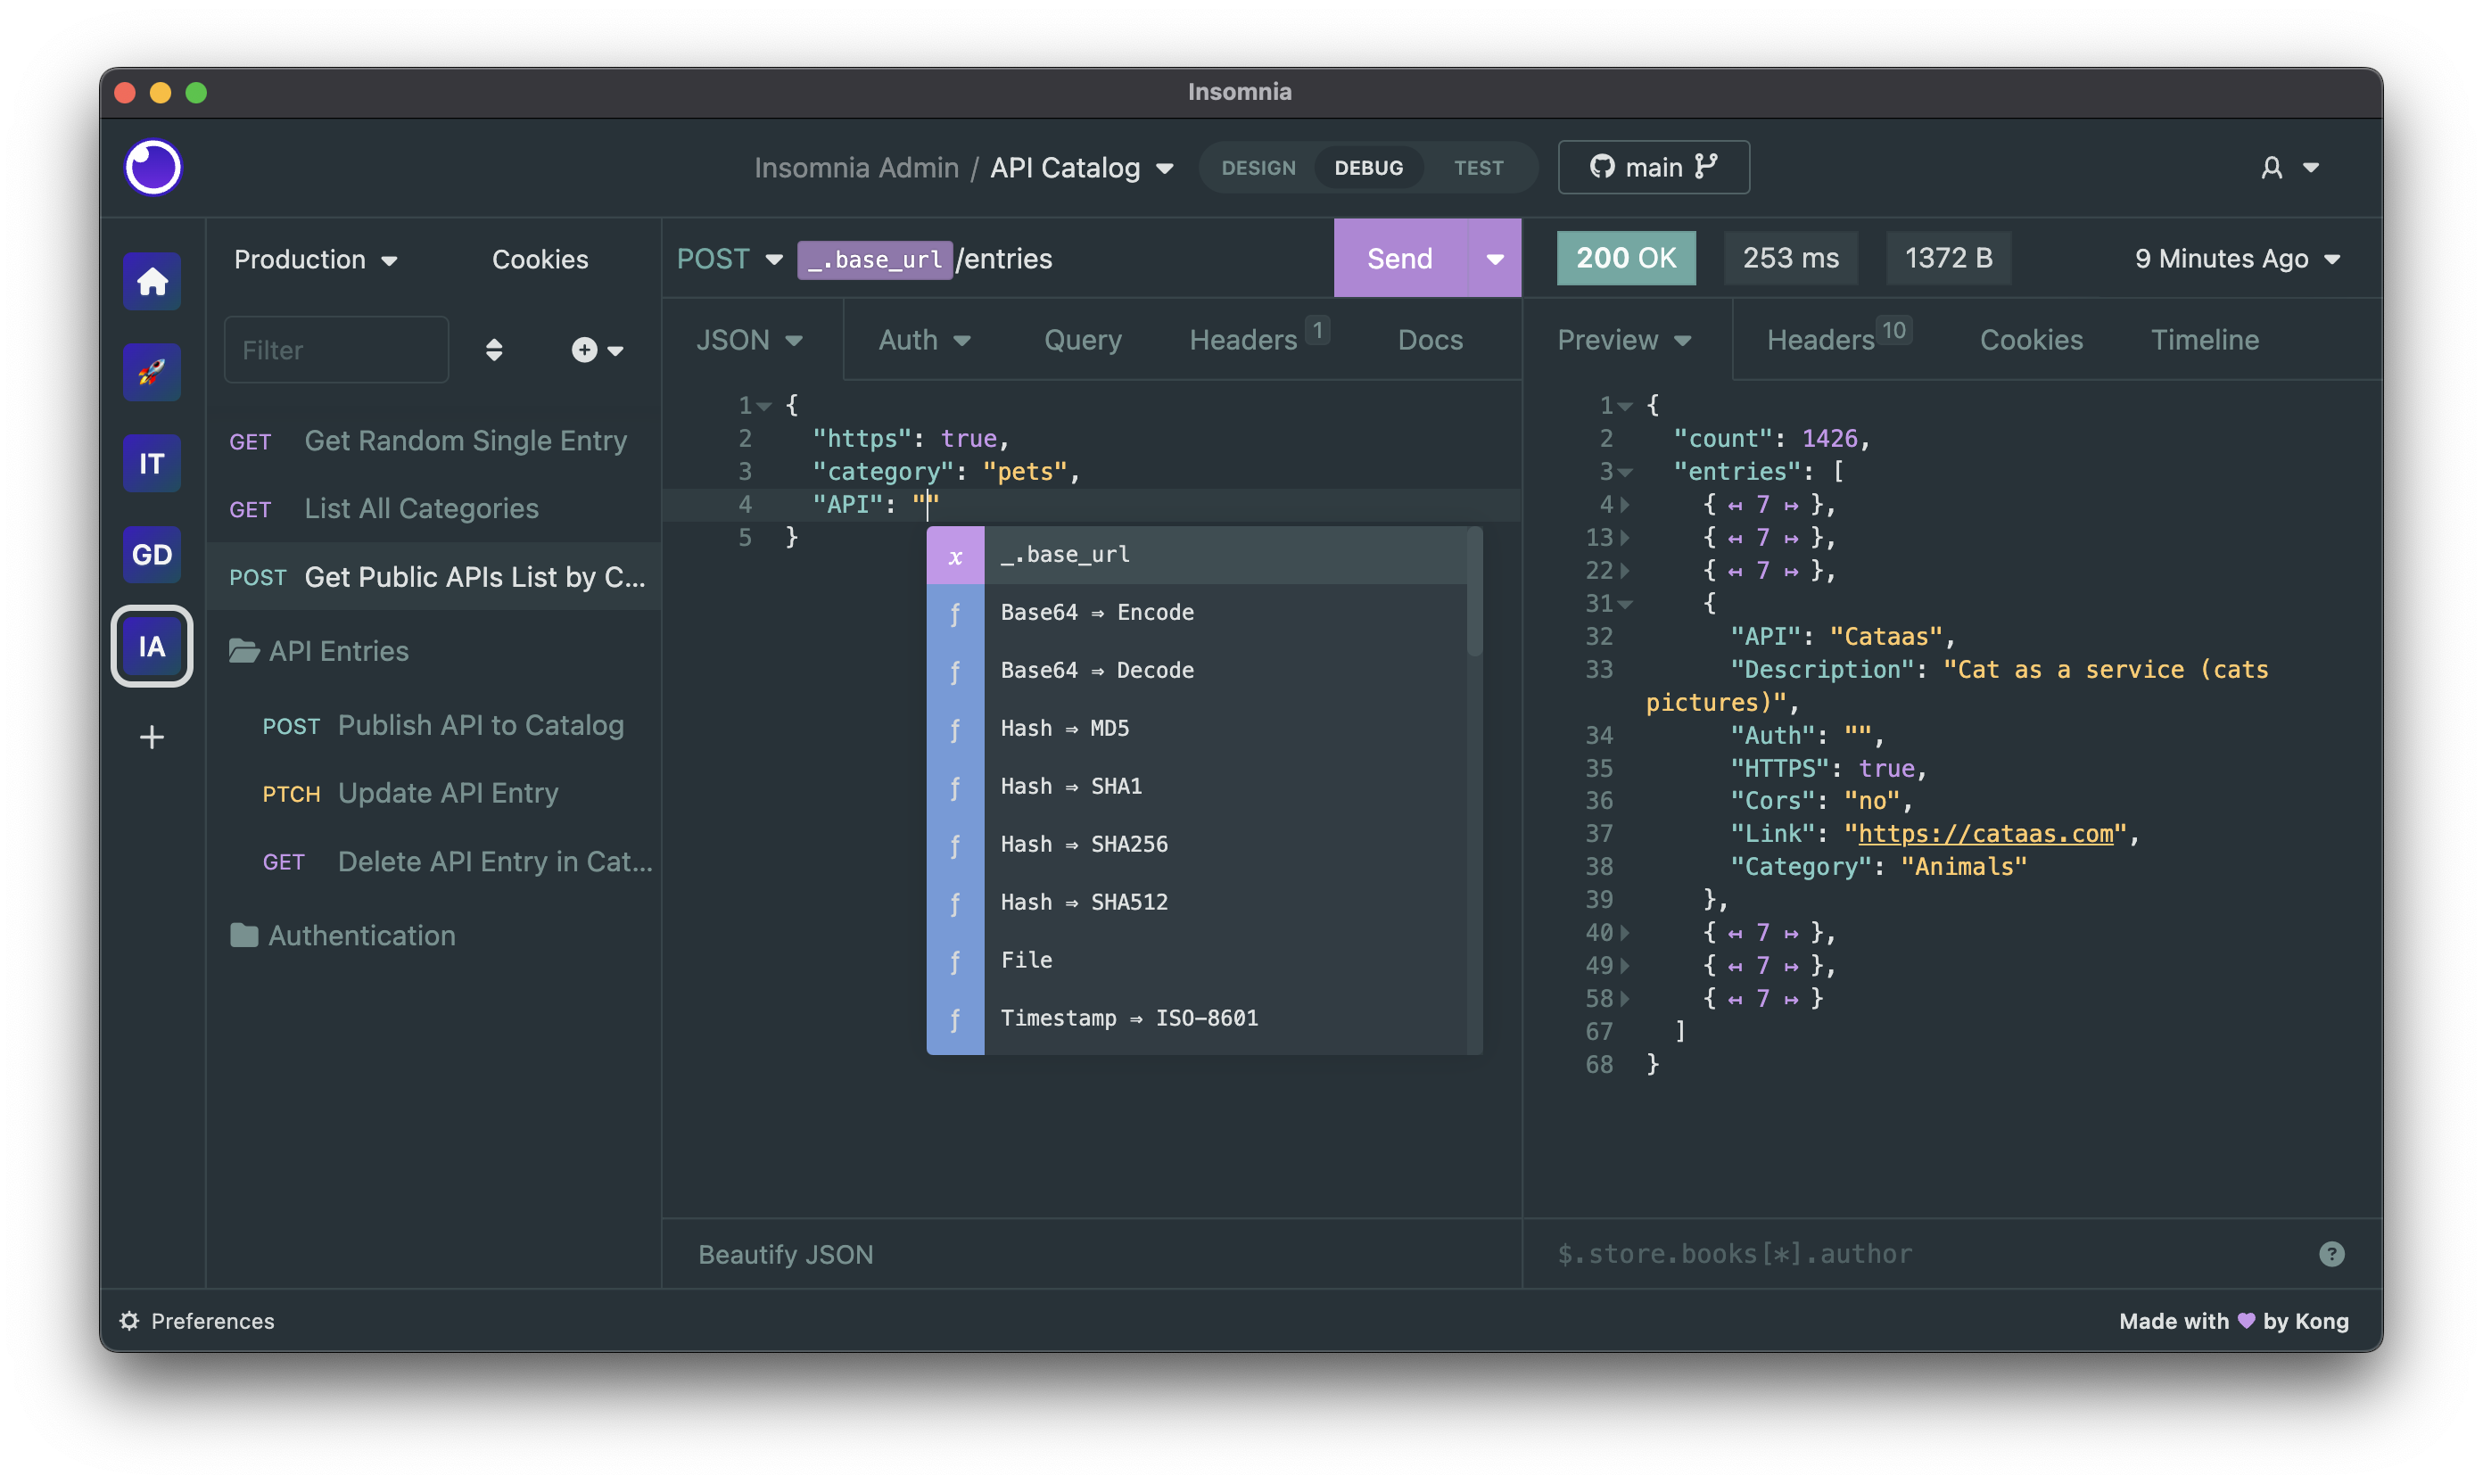 Insomnia
Insomnia Admin / API Catalog
DESIGN DEBUG TEST
main
IT
GD
IA
Production Cookies
Filter
GET Get Random Single Entry
GET List All Categories
POST Get Public APIs List by C...
API Entries
POST Publish API to Catalog
PTCH Update API Entry
GET Delete API Entry in Cat...
Authentication
POST _.base_url/entries Send
JSON Auth Query Headers 1 Docs
1 {
2 "https": true,
3 "category": "pets",
4 "API": ""
5 }
x _.base_url
ƒ Base64 ⇒ Encode
ƒ Base64 ⇒ Decode
ƒ Hash ⇒ MD5
ƒ Hash ⇒ SHA1
ƒ Hash ⇒ SHA256
ƒ Hash ⇒ SHA512
ƒ File
ƒ Timestamp ⇒ ISO-8601
Beautify JSON
200 OK 253 ms 1372 B 9 Minutes Ago
Preview Headers 10 Cookies Timeline
1 {
2 "count": 1426,
3 "entries": [
4 { ↤ 7 ↦ },
13 { ↤ 7 ↦ },
22 { ↤ 7 ↦ },
31 {
32 "API": "Cataas",
33 "Description": "Cat as a service (cats
pictures)",
34 "Auth": "",
35 "HTTPS": true,
36 "Cors": "no",
37 "Link": "https://cataas.com",
38 "Category": "Animals"
39 },
40 { ↤ 7 ↦ },
49 { ↤ 7 ↦ },
58 { ↤ 7 ↦ }
67 ]
68 }
$.store.books[*].author ?
Preferences
Made with 💜 by Kong